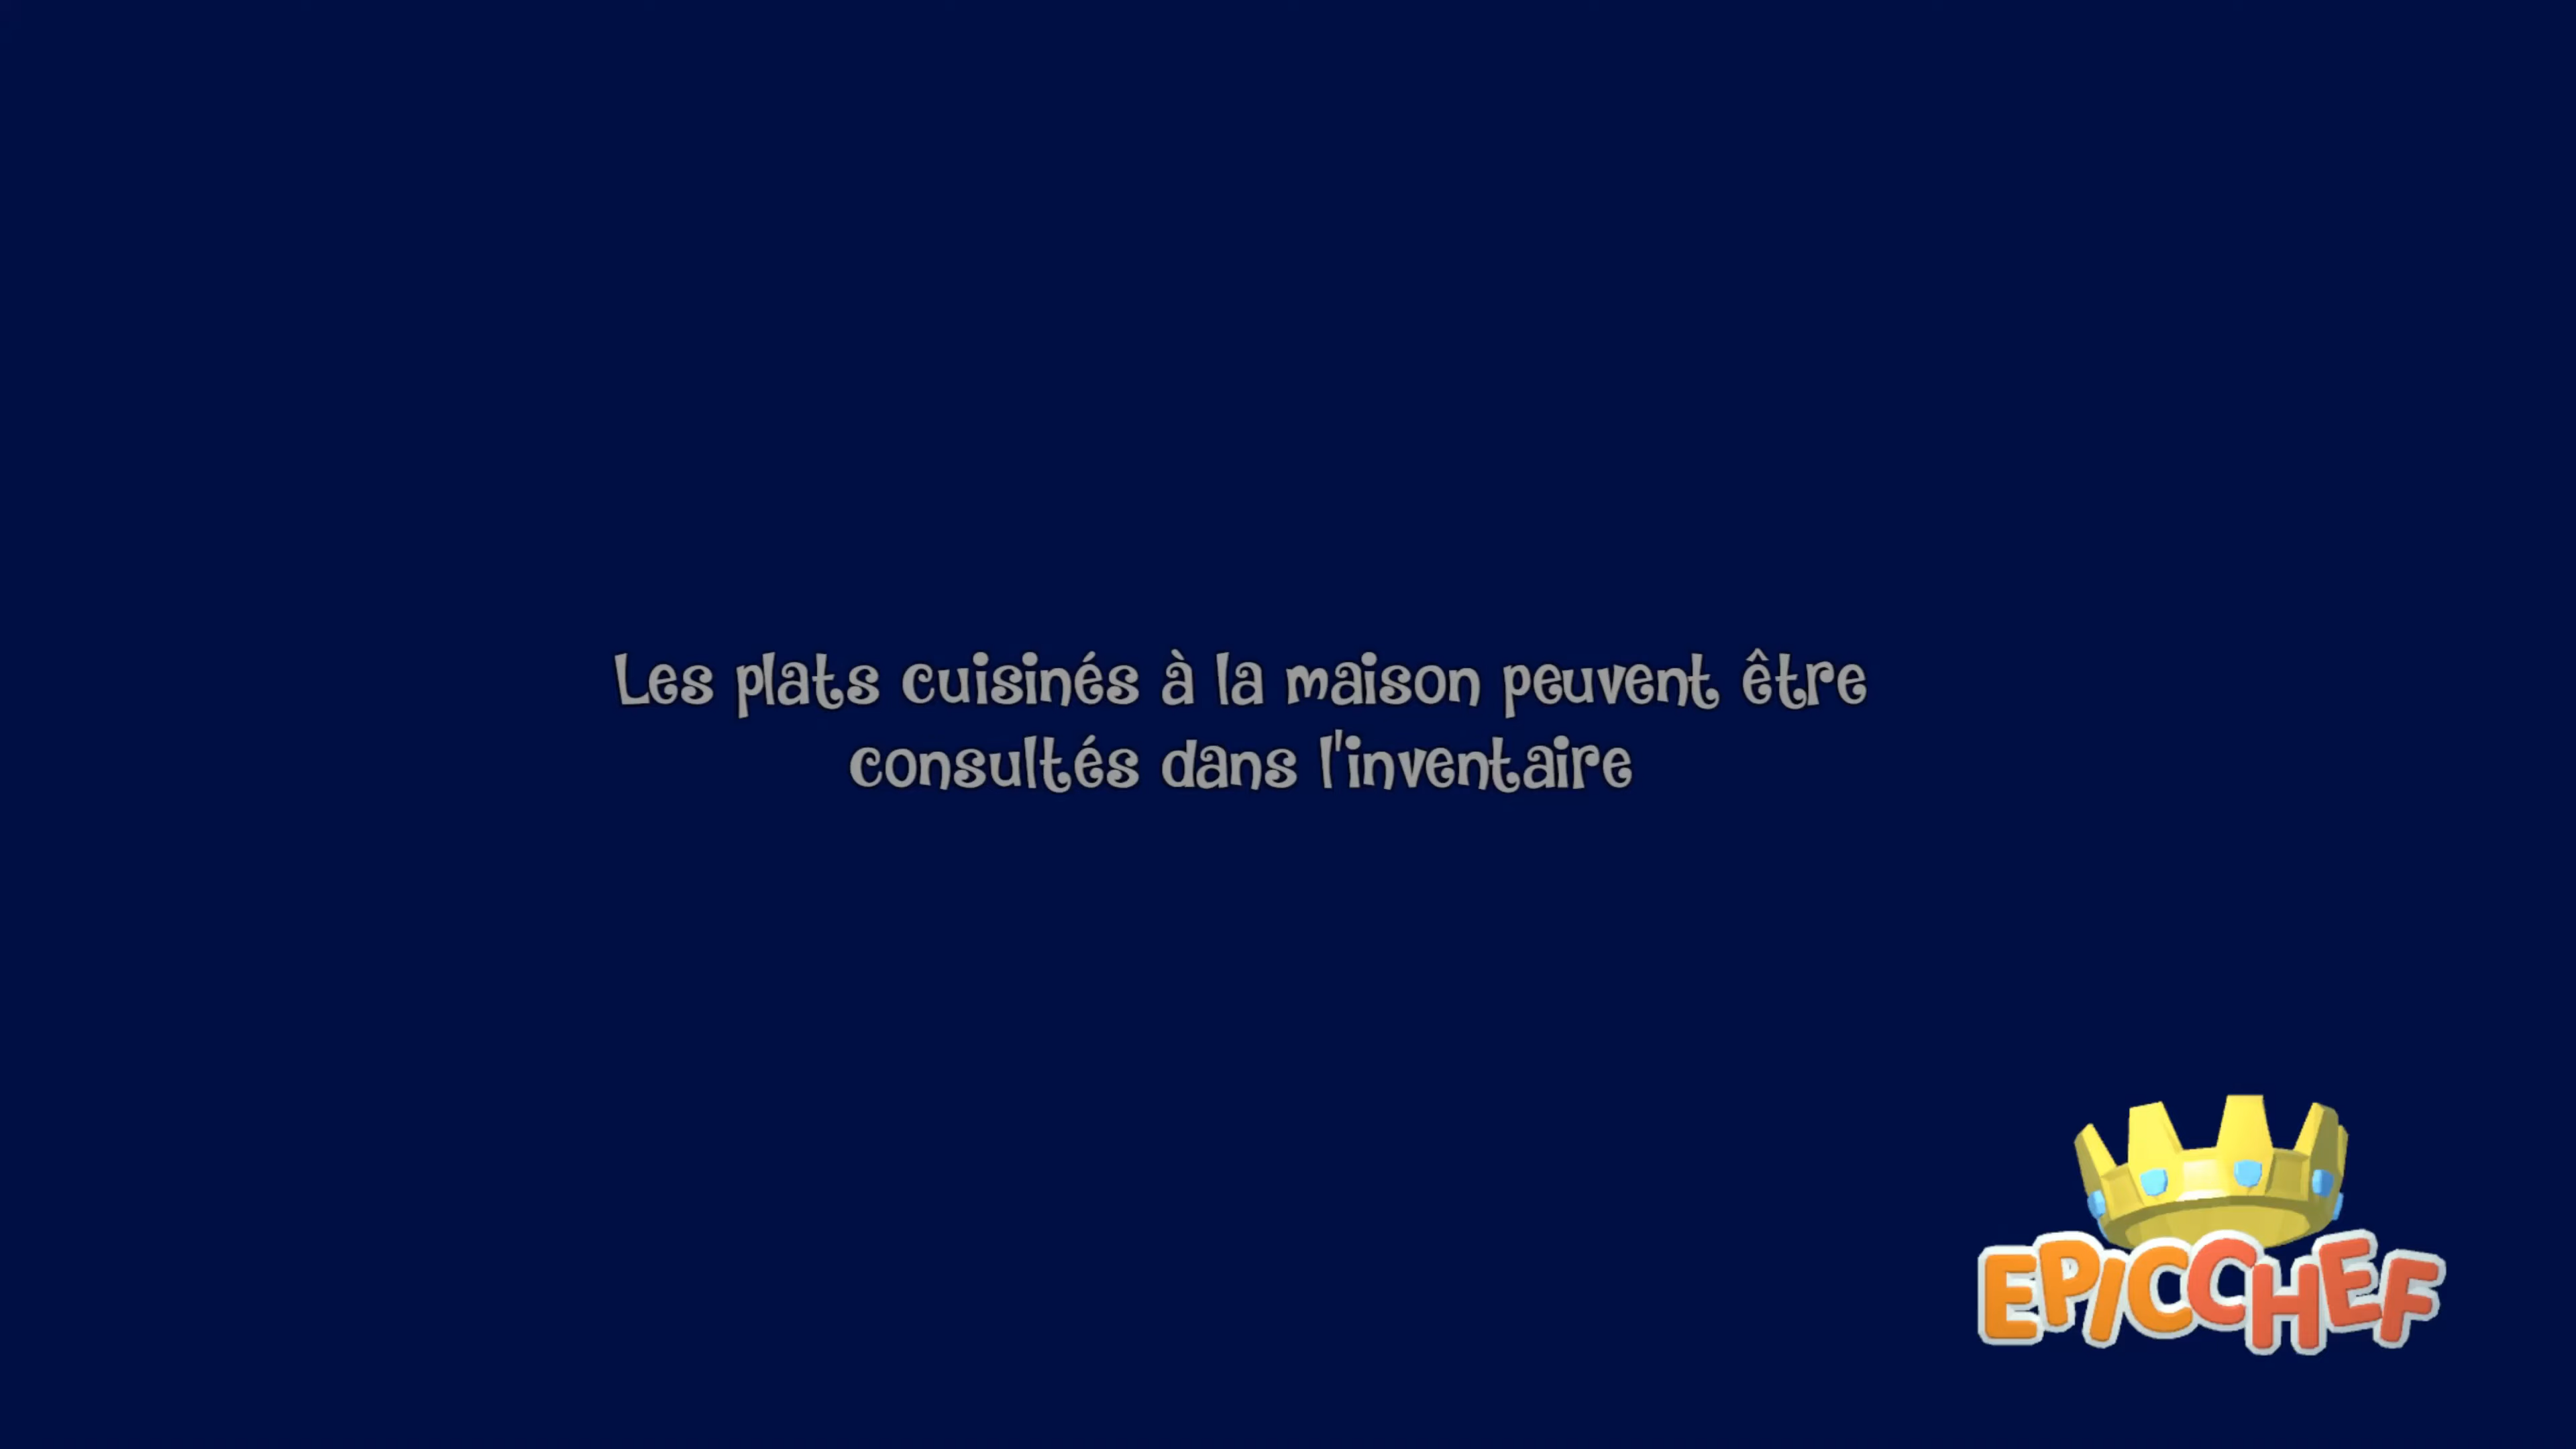 Les plats cuisinés à la maison peuvent être
consultés dans l'inventaire
EPICCHEF